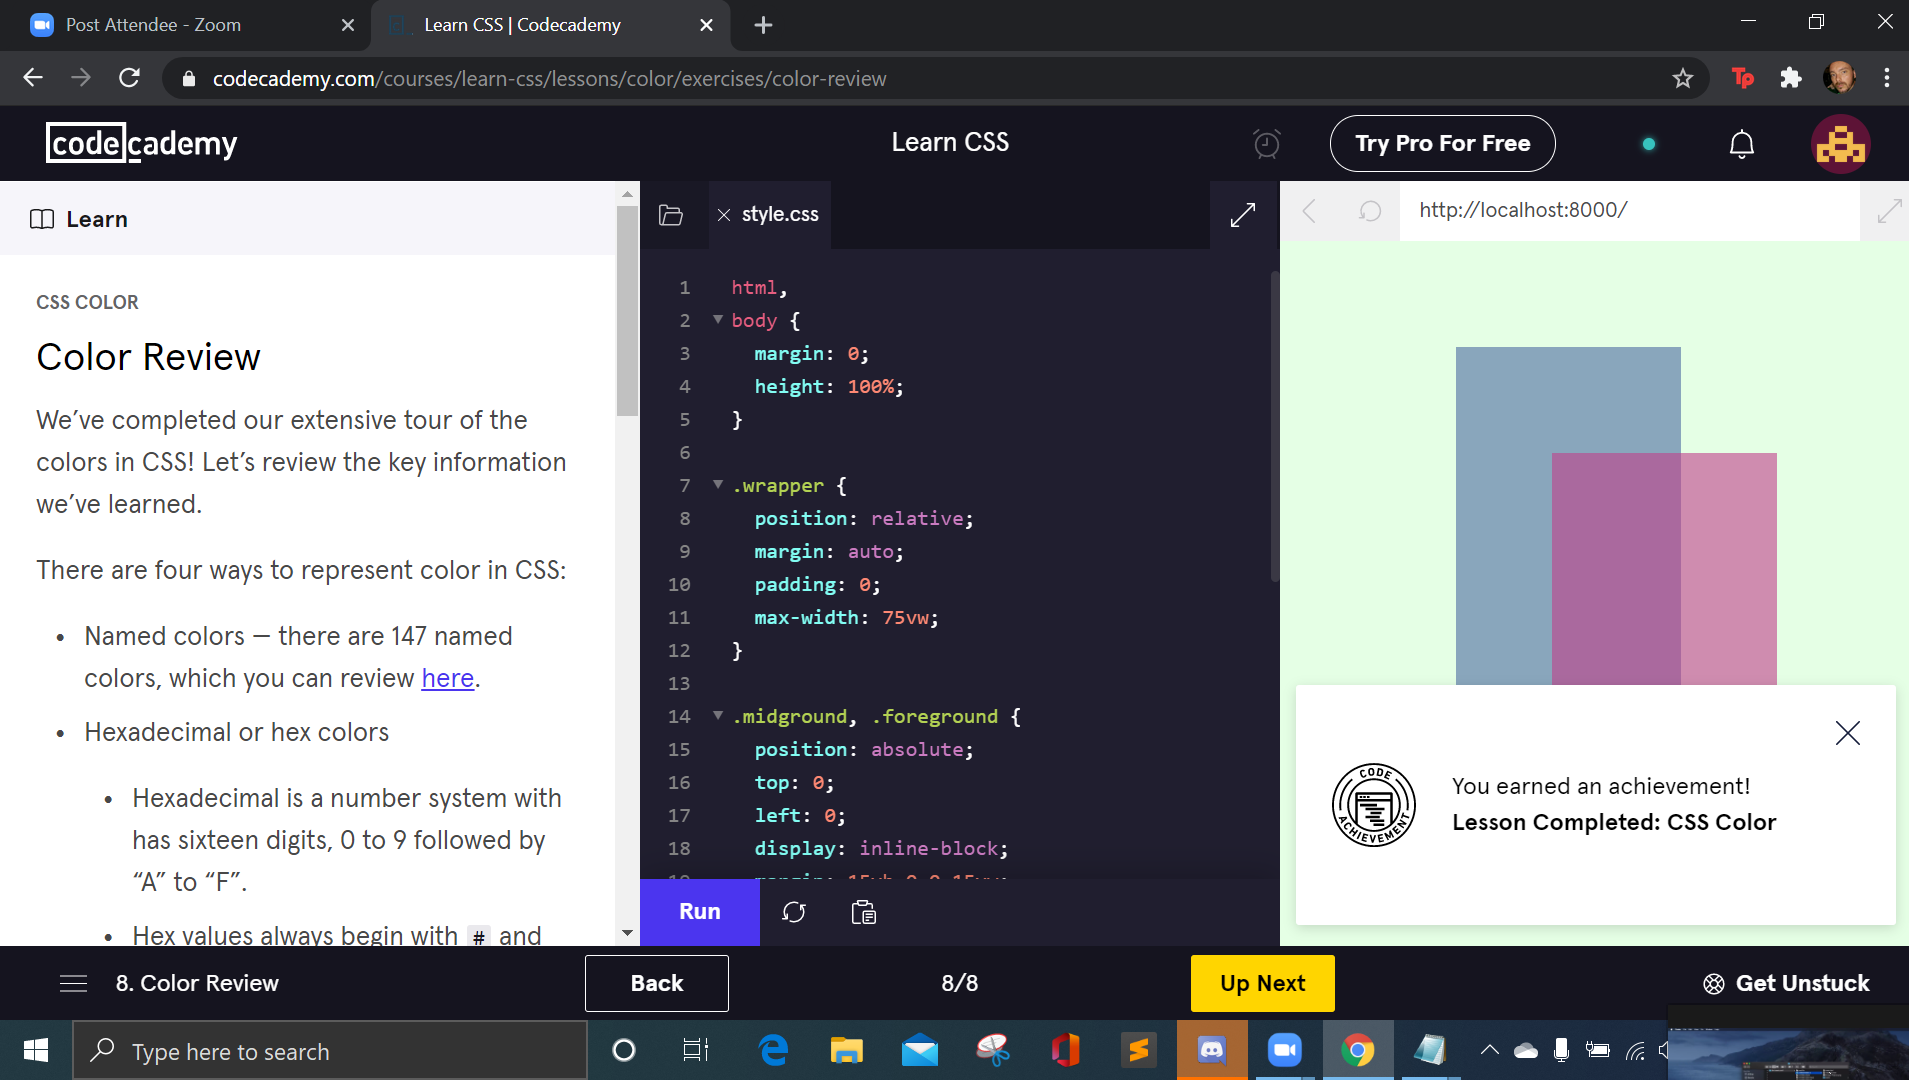 Post Attendee - Zoom
Learn CSS | Codecademy
codecademy.com/courses/learn-css/lessons/color/exercises/color-review
Tp
codecademy
Learn CSS
Try Pro For Free
Learn
style.css
http://localhost:8000/
CSS COLOR
Color Review
We’ve completed our extensive tour of the
colors in CSS! Let’s review the key information
we’ve learned.
There are four ways to represent color in CSS:
• Named colors — there are 147 named
colors, which you can review here.
• Hexadecimal or hex colors
• Hexadecimal is a number system with
has sixteen digits, 0 to 9 followed by
“A” to “F”.
• Hex values always begin with # and
1 html,
2 body {
3 margin: 0;
4 height: 100%;
5 }
6
7 .wrapper {
8 position: relative;
9 margin: auto;
10 padding: 0;
11 max-width: 75vw;
12 }
13
14 .midground, .foreground {
15 position: absolute;
16 top: 0;
17 left: 0;
18 display: inline-block;
Run
CODE ACHIEVEMENT
You earned an achievement!
Lesson Completed: CSS Color
8. Color Review
Back
8/8
Up Next
Get Unstuck
Type here to search